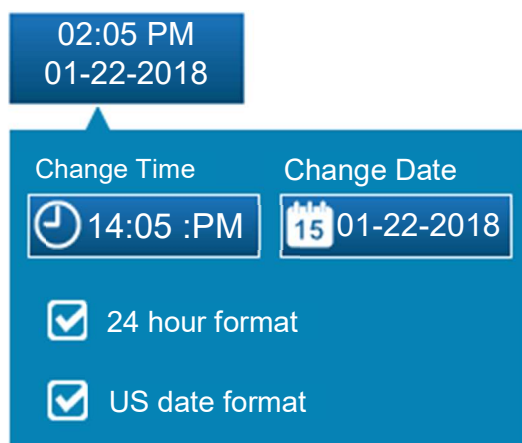 02:05 PM
01-22-2018
Change Time
Change Date
14:05 :PM
15
01-22-2018
24 hour format
US date format